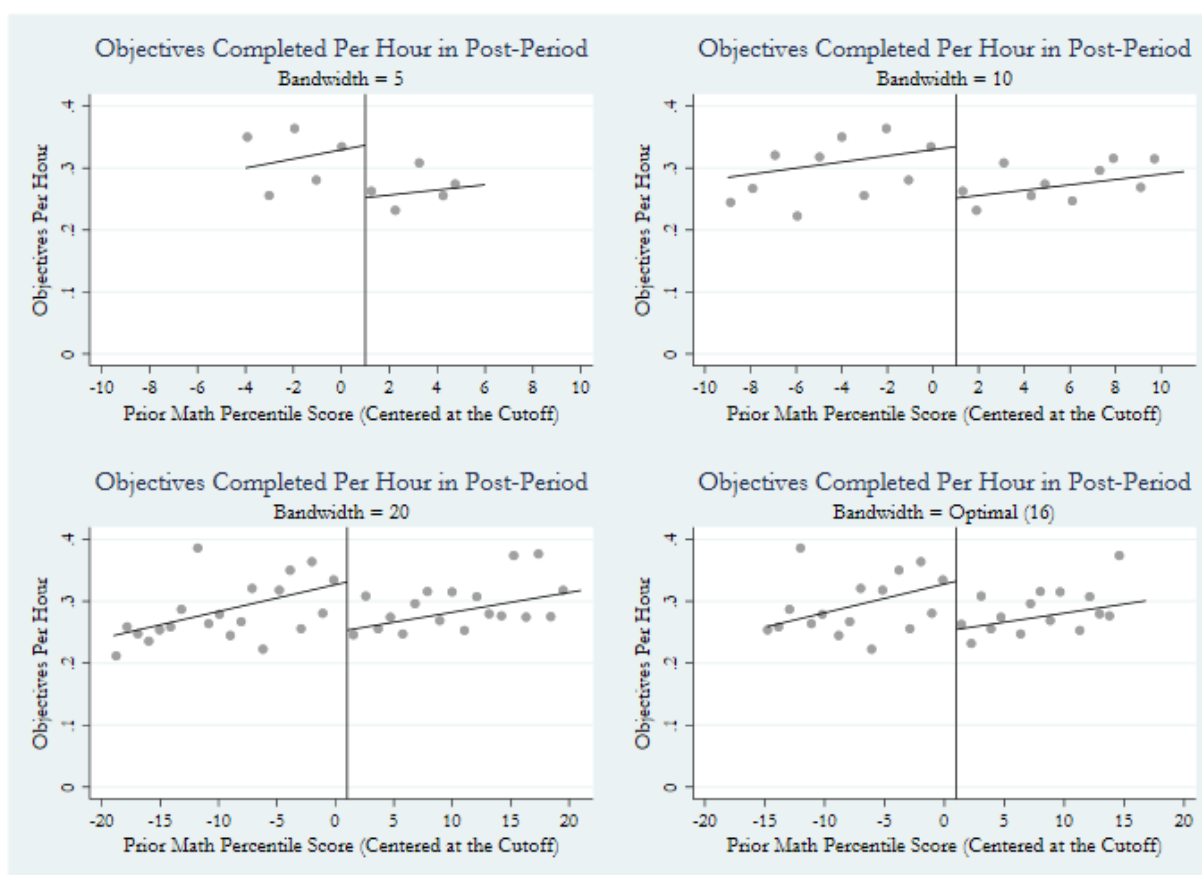 Objectives Completed Per Hour in Post-Period
Bandwidth = 5
Objectives Per Hour
.4
.3
.2
.1
0
-10 -8 -6 -4 -2 0 2 4 6 8 10
Prior Math Percentile Score (Centered at the Cutoff)
Objectives Completed Per Hour in Post-Period
Bandwidth = 10
Objectives Per Hour
.4
.3
.2
.1
0
-10 -8 -6 -4 -2 0 2 4 6 8 10
Prior Math Percentile Score (Centered at the Cutoff)
Objectives Completed Per Hour in Post-Period
Bandwidth = 20
Objectives Per Hour
.4
.3
.2
.1
0
-20 -15 -10 -5 0 5 10 15 20
Prior Math Percentile Score (Centered at the Cutoff)
Objectives Completed Per Hour in Post-Period
Bandwidth = Optimal (16)
Objectives Per Hour
.4
.3
.2
.1
0
-20 -15 -10 -5 0 5 10 15 20
Prior Math Percentile Score (Centered at the Cutoff)